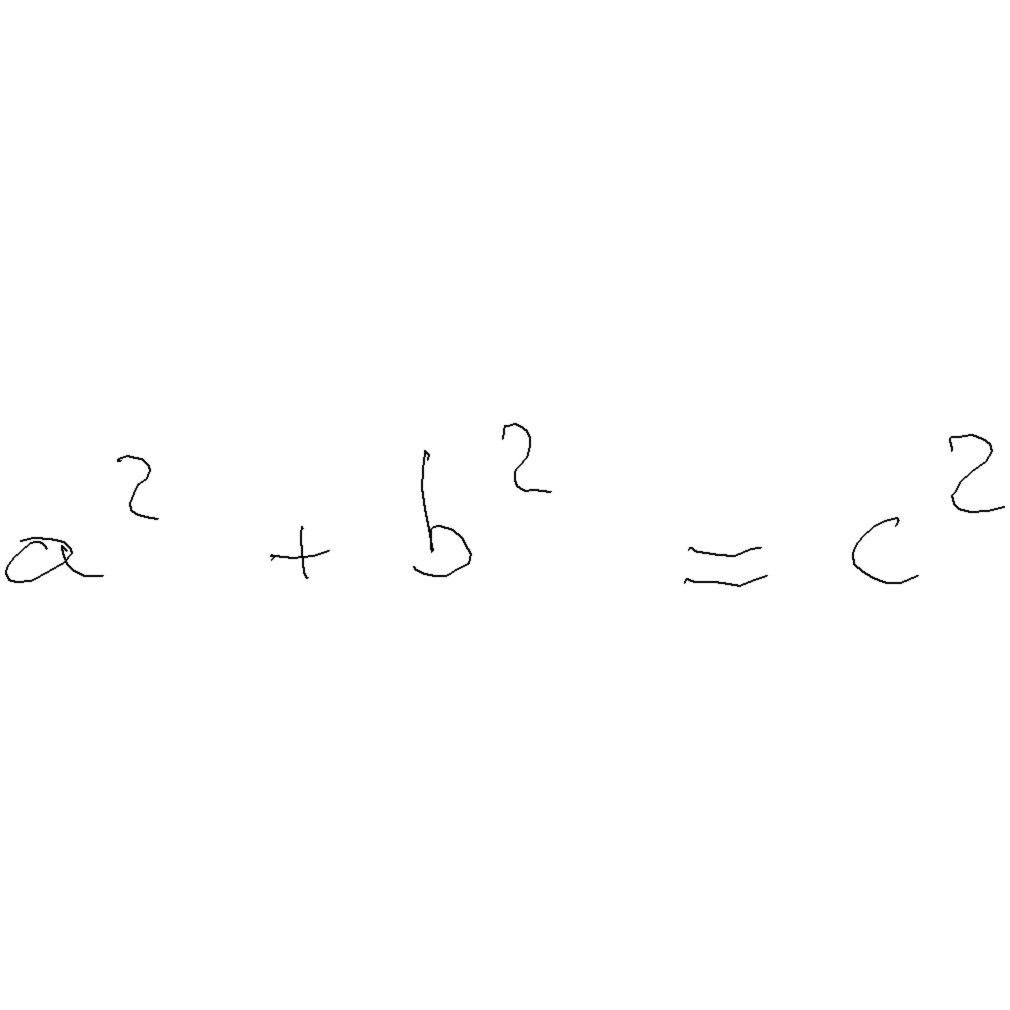 a² + b² = c²